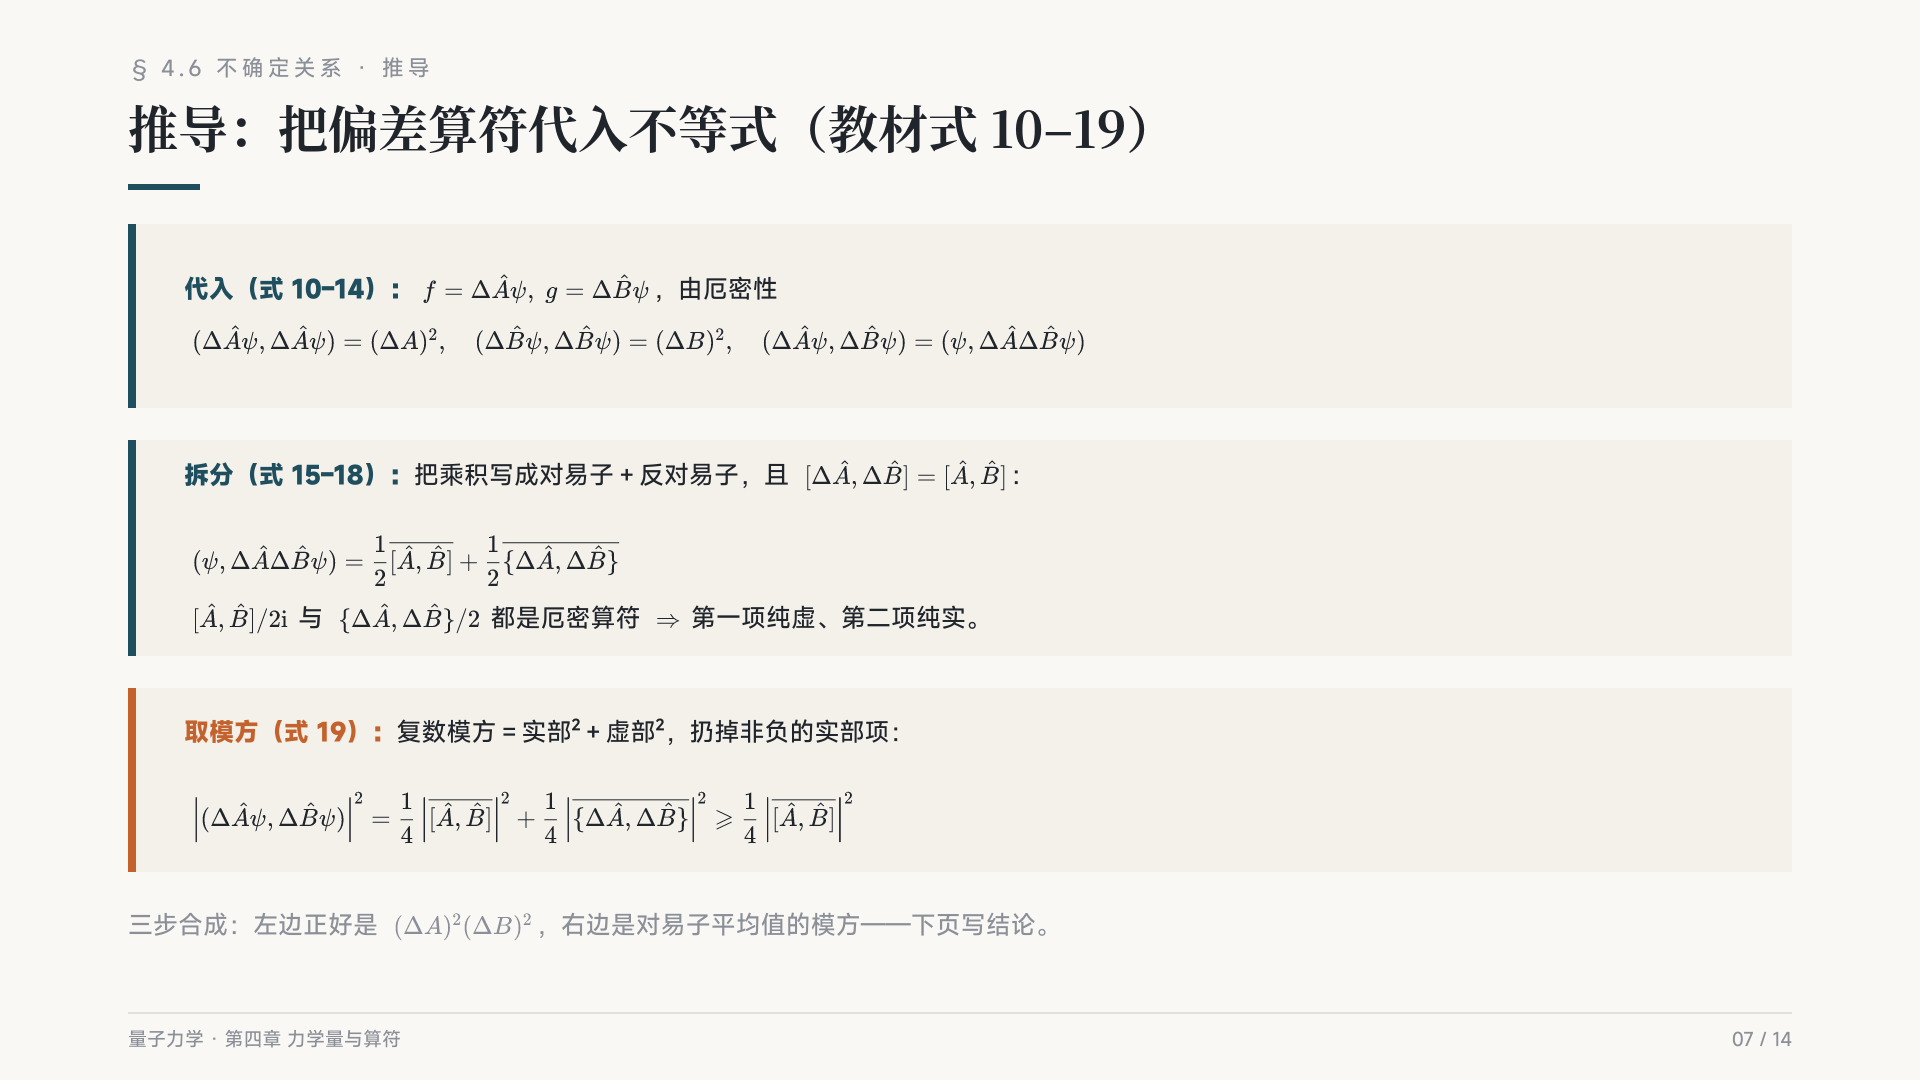 § 4.6 不确定关系 · 推导
推导：把偏差算符代入不等式（教材式 10–19）
代入（式 10–14）： f = ΔÂψ, g = ΔB̂ψ，由厄密性
(ΔÂψ, ΔÂψ) = (ΔA)², (ΔB̂ψ, ΔB̂ψ) = (ΔB)², (ΔÂψ, ΔB̂ψ) = (ψ, ΔÂΔB̂ψ)
拆分（式 15–18）：把乘积写成对易子 + 反对易子，且 [ΔÂ, ΔB̂] = [Â, B̂]：
(ψ, ΔÂΔB̂ψ) = \frac{1}{2}\overline{[Â, B̂]} + \frac{1}{2}\overline{\{ΔÂ, ΔB̂\}}
[Â, B̂]/2i 与 {ΔÂ, ΔB̂}/2 都是厄密算符 ⇒ 第一项纯虚、第二项纯实。
取模方（式 19）：复数模方 = 实部² + 虚部²，扔掉非负的实部项：
|(ΔÂψ, ΔB̂ψ)|² = \frac{1}{4}|\overline{[Â, B̂]}|² + \frac{1}{4}|\overline{\{ΔÂ, ΔB̂\}}|² ⩾ \frac{1}{4}|\overline{[Â, B̂]}|²
三步合成：左边正好是 (ΔA)²(ΔB)²，右边是对易子平均值的模方——下页写结论。
量子力学 · 第四章 力学量与算符
07 / 14